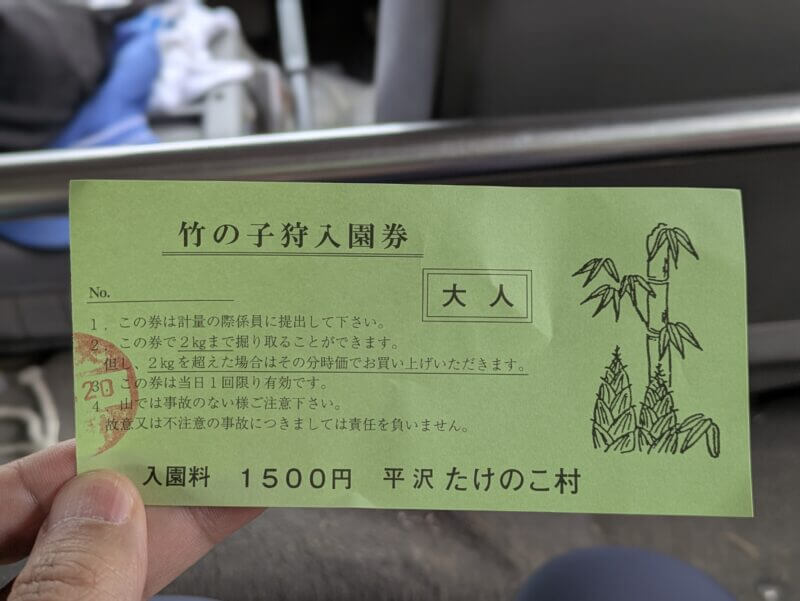 竹の子狩入園券
大人
No.
1．この券は計量の際係員に提出して下さい。
2．この券で2kgまで掘り取ることができます。
但し、2kgを超えた場合はその分時価でお買い上げいただきます。
3．この券は当日1回限り有効です。
4．山では事故のない様ご注意下さい。
故意又は不注意の事故につきましては責任を負いません。
20
入園料 1500円 平沢たけのこ村